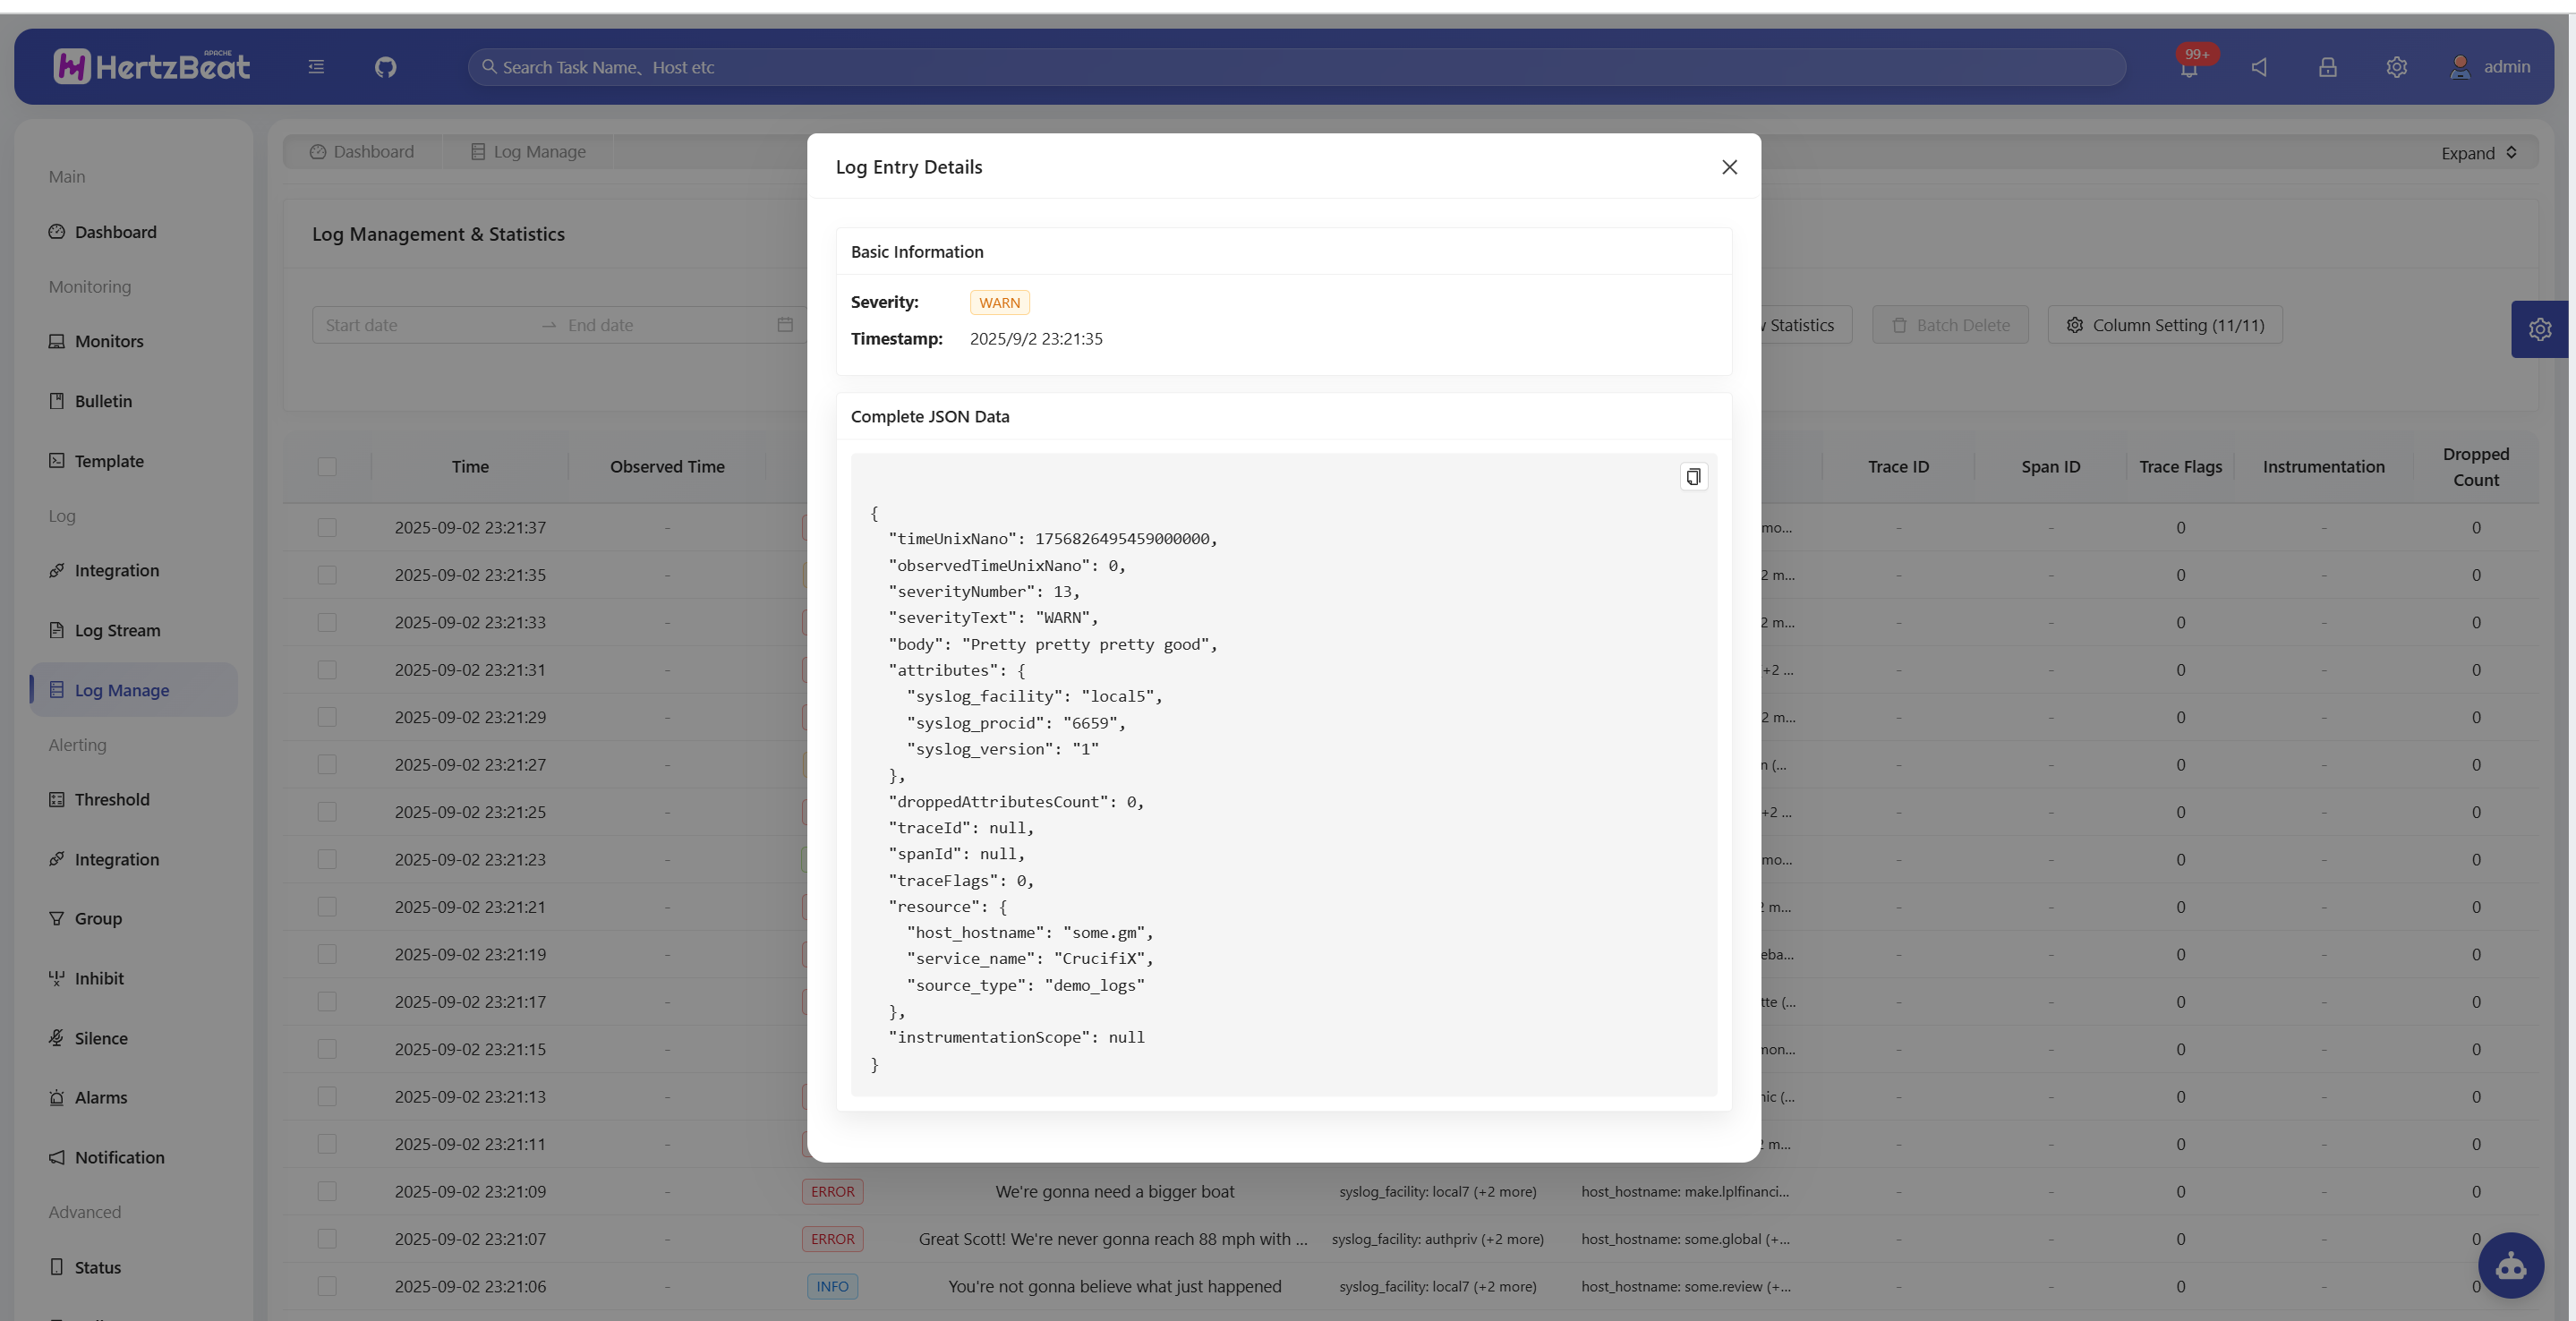 APACHE
HertzBeat
Search Task Name、Host etc
99+
admin
Main
Dashboard
Monitoring
Monitors
Bulletin
Template
Log
Integration
Log Stream
Log Manage
Alerting
Threshold
Integration
Group
Inhibit
Silence
Alarms
Notification
Advanced
Status
Dashboard
Log Manage
Expand
Log Management & Statistics
Start date
End date
Statistics
Batch Delete
Column Setting (11/11)
Time
Observed Time
Trace ID
Span ID
Trace Flags
Instrumentation
Dropped Count
2025-09-02 23:21:37 - mo... - - 0 - 0
2025-09-02 23:21:35 - 2 m... - - 0 - 0
2025-09-02 23:21:33 - 2 m... - - 0 - 0
2025-09-02 23:21:31 - +2 ... - - 0 - 0
2025-09-02 23:21:29 - 2 m... - - 0 - 0
2025-09-02 23:21:27 - n (... - - 0 - 0
2025-09-02 23:21:25 - +2 ... - - 0 - 0
2025-09-02 23:21:23 - mo... - - 0 - 0
2025-09-02 23:21:21 - 2 m... - - 0 - 0
2025-09-02 23:21:19 - eba... - - 0 - 0
2025-09-02 23:21:17 - tte (... - - 0 - 0
2025-09-02 23:21:15 - mon... - - 0 - 0
2025-09-02 23:21:13 - nic (... - - 0 - 0
2025-09-02 23:21:11 - 2 m... - - 0 - 0
2025-09-02 23:21:09 - ERROR We're gonna need a bigger boat syslog_facility: local7 (+2 more) host_hostname: make.lplfinanci... - - 0 - 0
2025-09-02 23:21:07 - ERROR Great Scott! We're never gonna reach 88 mph with ... syslog_facility: authpriv (+2 more) host_hostname: some.global (+... - - 0 - 0
2025-09-02 23:21:06 - INFO You're not gonna believe what just happened syslog_facility: local7 (+2 more) host_hostname: some.review (+... - - 0 - 0
Log Entry Details
Basic Information
Severity: WARN
Timestamp: 2025/9/2 23:21:35
Complete JSON Data
{
"timeUnixNano": 1756826495459000000,
"observedTimeUnixNano": 0,
"severityNumber": 13,
"severityText": "WARN",
"body": "Pretty pretty pretty good",
"attributes": {
"syslog_facility": "local5",
"syslog_procid": "6659",
"syslog_version": "1"
},
"droppedAttributesCount": 0,
"traceId": null,
"spanId": null,
"traceFlags": 0,
"resource": {
"host_hostname": "some.gm",
"service_name": "CrucifiX",
"source_type": "demo_logs"
},
"instrumentationScope": null
}